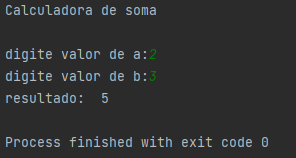 Calculadora de soma
digite valor de a:2
digite valor de b:3
resultado:  5
Process finished with exit code 0